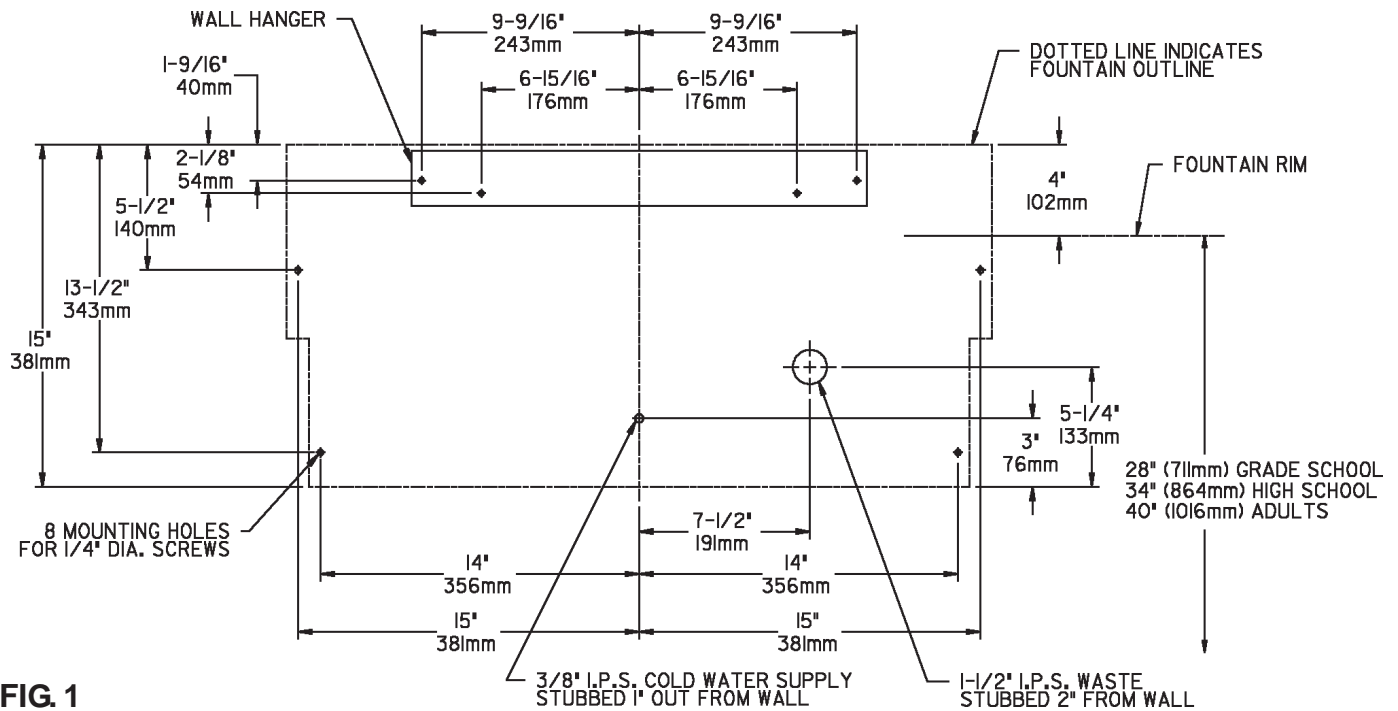 WALL HANGER
9-9/16"
243mm
9-9/16"
243mm
DOTTED LINE INDICATES
FOUNTAIN OUTLINE
1-9/16"
40mm
6-15/16"
176mm
6-15/16"
176mm
2-1/8"
54mm
FOUNTAIN RIM
4"
102mm
5-1/2"
140mm
13-1/2"
343mm
15"
381mm
5-1/4"
133mm
3"
76mm
28" (711mm) GRADE SCHOOL
34" (864mm) HIGH SCHOOL
40" (1016mm) ADULTS
8 MOUNTING HOLES
FOR 1/4" DIA. SCREWS
7-1/2"
191mm
14"
356mm
14"
356mm
15"
381mm
15"
381mm
3/8" I.P.S. COLD WATER SUPPLY
STUBBED 1" OUT FROM WALL
1-1/2" I.P.S. WASTE
STUBBED 2" FROM WALL
FIG. 1